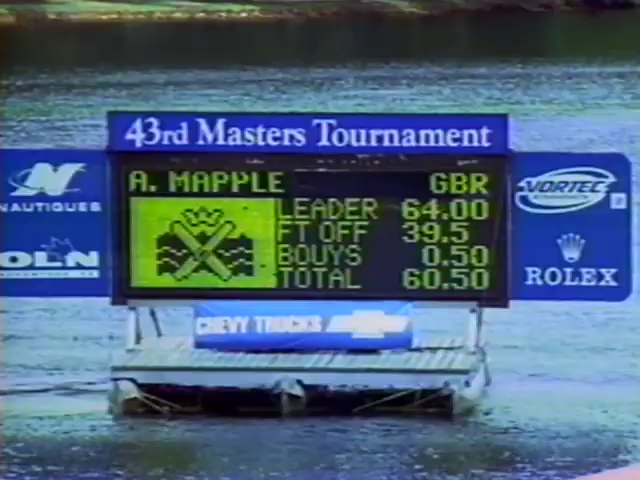 43rd Masters Tournament
A. MAPPLE GBR
LEADER 64.00
FT OFF 39.5
BOUYS 0.50
TOTAL 60.50
NAUTIQUES
OLN
VORTEC
ROLEX
CHEVY TRUCKS